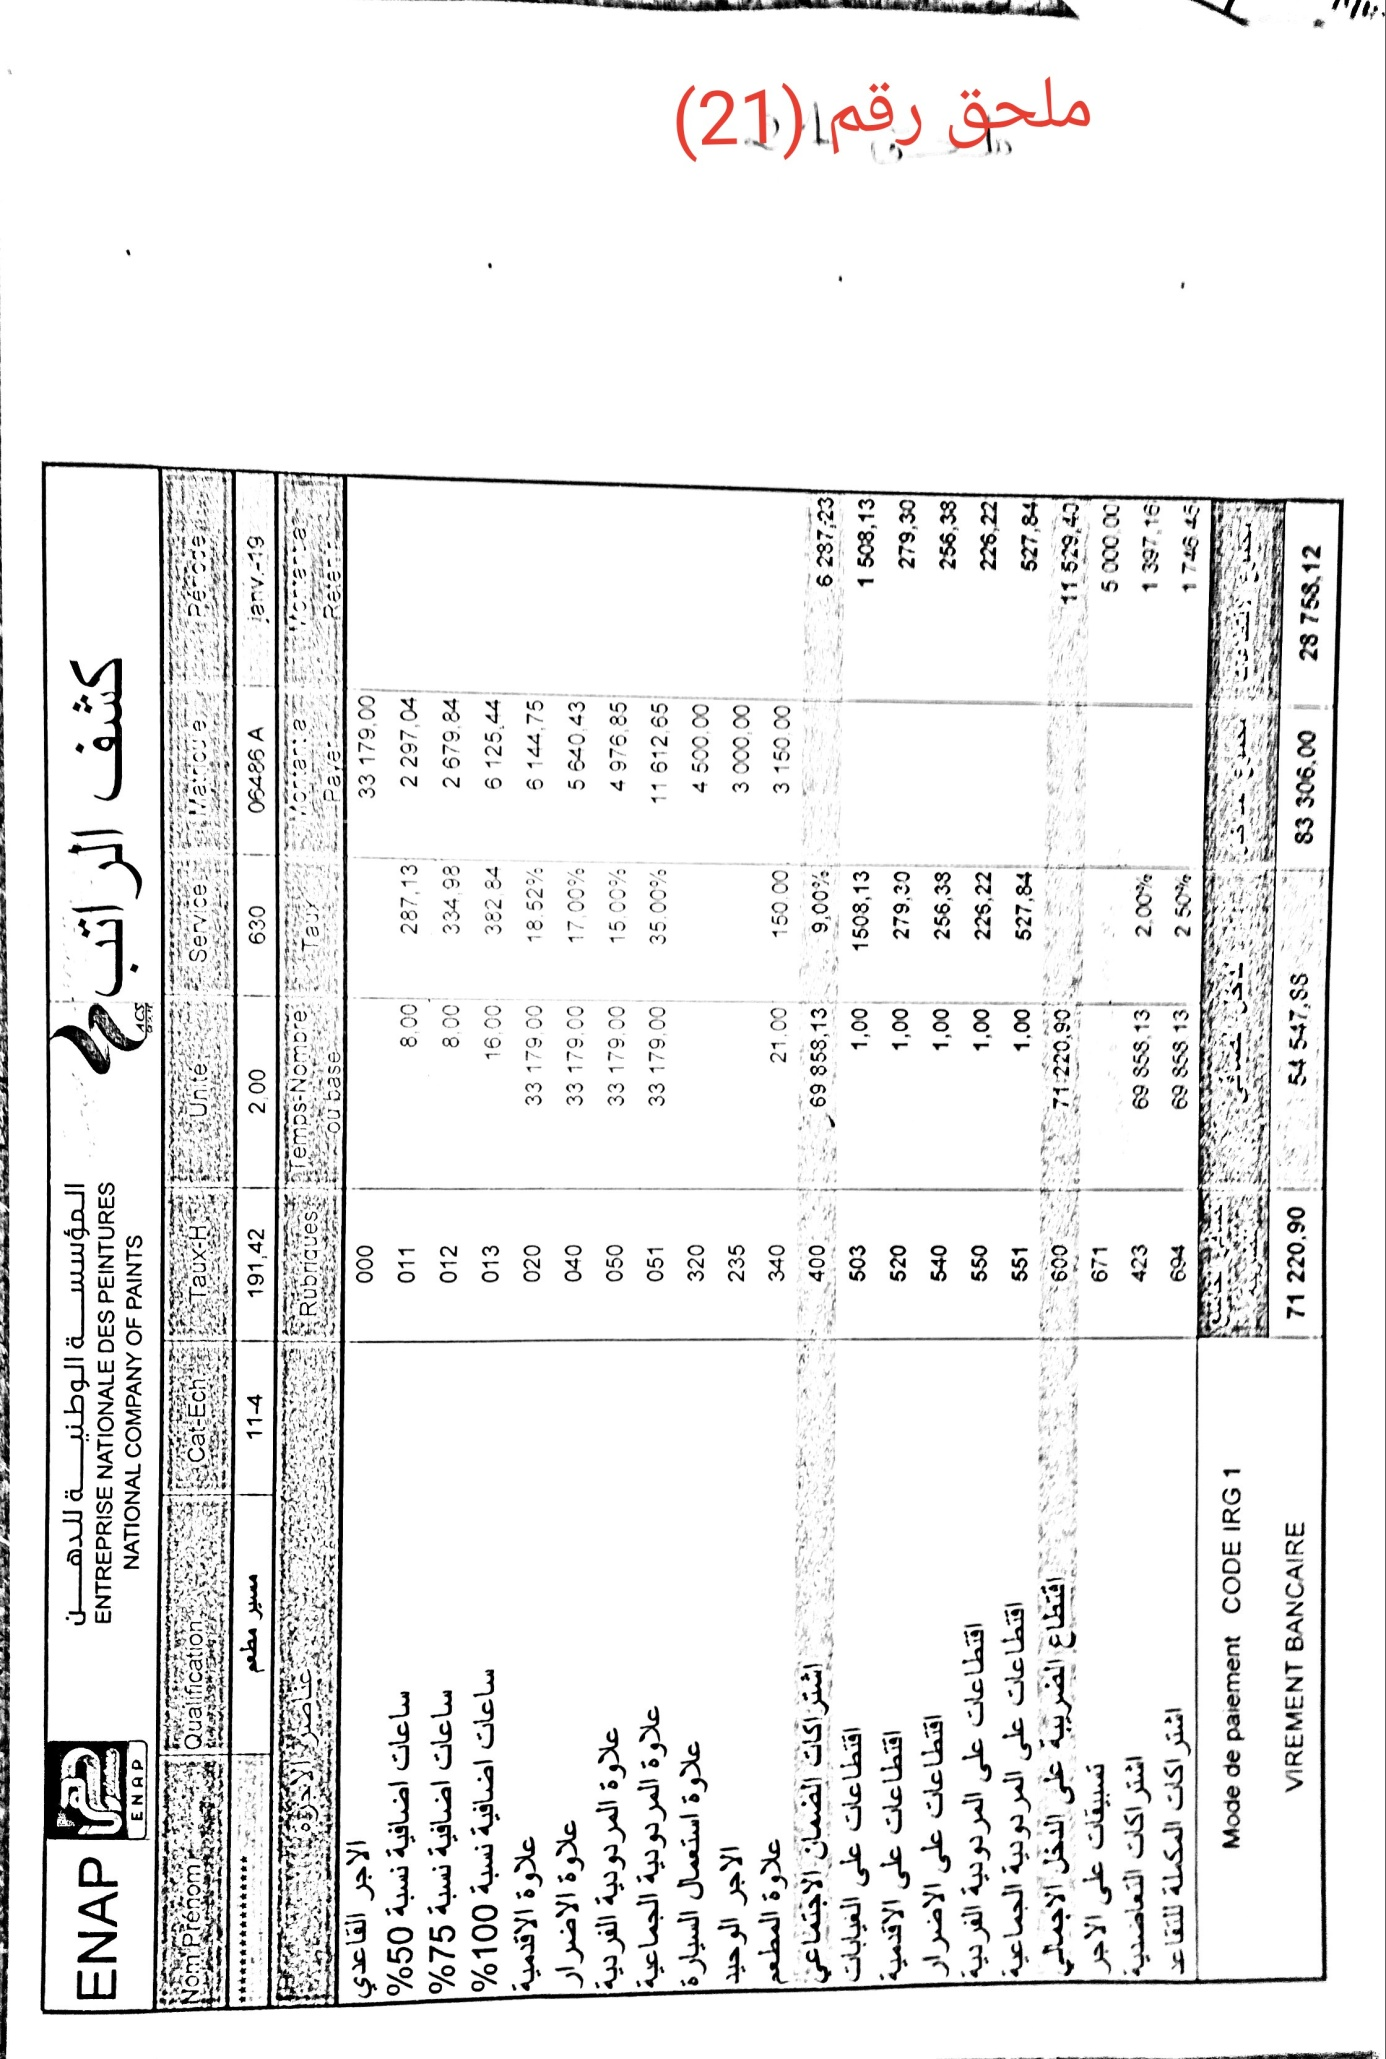 ملحق رقم (21)
ENAP
ENAP
المؤسسة الوطنية للدهن
ENTREPRISE NATIONALE DES PEINTURES
NATIONAL COMPANY OF PAINTS
ACS
كشف الراتب
Nom Prénom Qualification Cat-Ech Taux-H Unité Service Matricule Période
************ مسير مطعم 11-4 191,42 2,00 630 06486 A janv.-19
عناصر الأجرة Rubriques Temps-Nombre ou base Taux Montant a Payer Montant a Retenir
الاجر القاعدي 000 33 179,00
ساعات اضافية نسبة 50% 011 8,00 287,13 2 297,04
ساعات اضافية نسبة 75% 012 8,00 334,98 2 679,84
ساعات اضافية نسبة 100% 013 16,00 382,84 6 125,44
علاوة الاقدمية 020 33 179,00 18,52% 6 144,75
علاوة الاضرار 040 33 179,00 17,00% 5 640,43
علاوة المردودية الفردية 050 33 179,00 15,00% 4 976,85
علاوة المردودية الجماعية 051 33 179,00 35,00% 11 612,65
علاوة استعمال السيارة 320 4 500,00
الاجر الوحيد 235 3 000,00
علاوة المطعم 340 21,00 150,00 3 150,00
اشتراكات الضمان الاجتماعي 400 69 858,13 9,00% 6 287,23
اقتطاعات على الغيابات 503 1,00 1508,13 1 508,13
اقتطاعات على الاقدمية 520 1,00 279,30 279,30
اقتطاعات على الاضرار 540 1,00 256,38 256,38
اقتطاعات على المردودية الفردية 550 1,00 226,22 226,22
اقتطاعات على المردودية الجماعية 551 1,00 527,84 527,84
اقتطاع الضريبة على الدخل الاجمالي 600 71 220,90 11 529,40
تسبيقات على الاجر 671 5 000,00
اشتراكات التعاضدية 423 69 858,13 2,00% 1 397,16
اشتراكات المكملة للتقاعد 694 69 858,13 2,50% 1 746,45
Mode de paiement CODE IRG 1
VIREMENT BANCAIRE 71 220,90 54 547,88 83 306,00 28 758,12